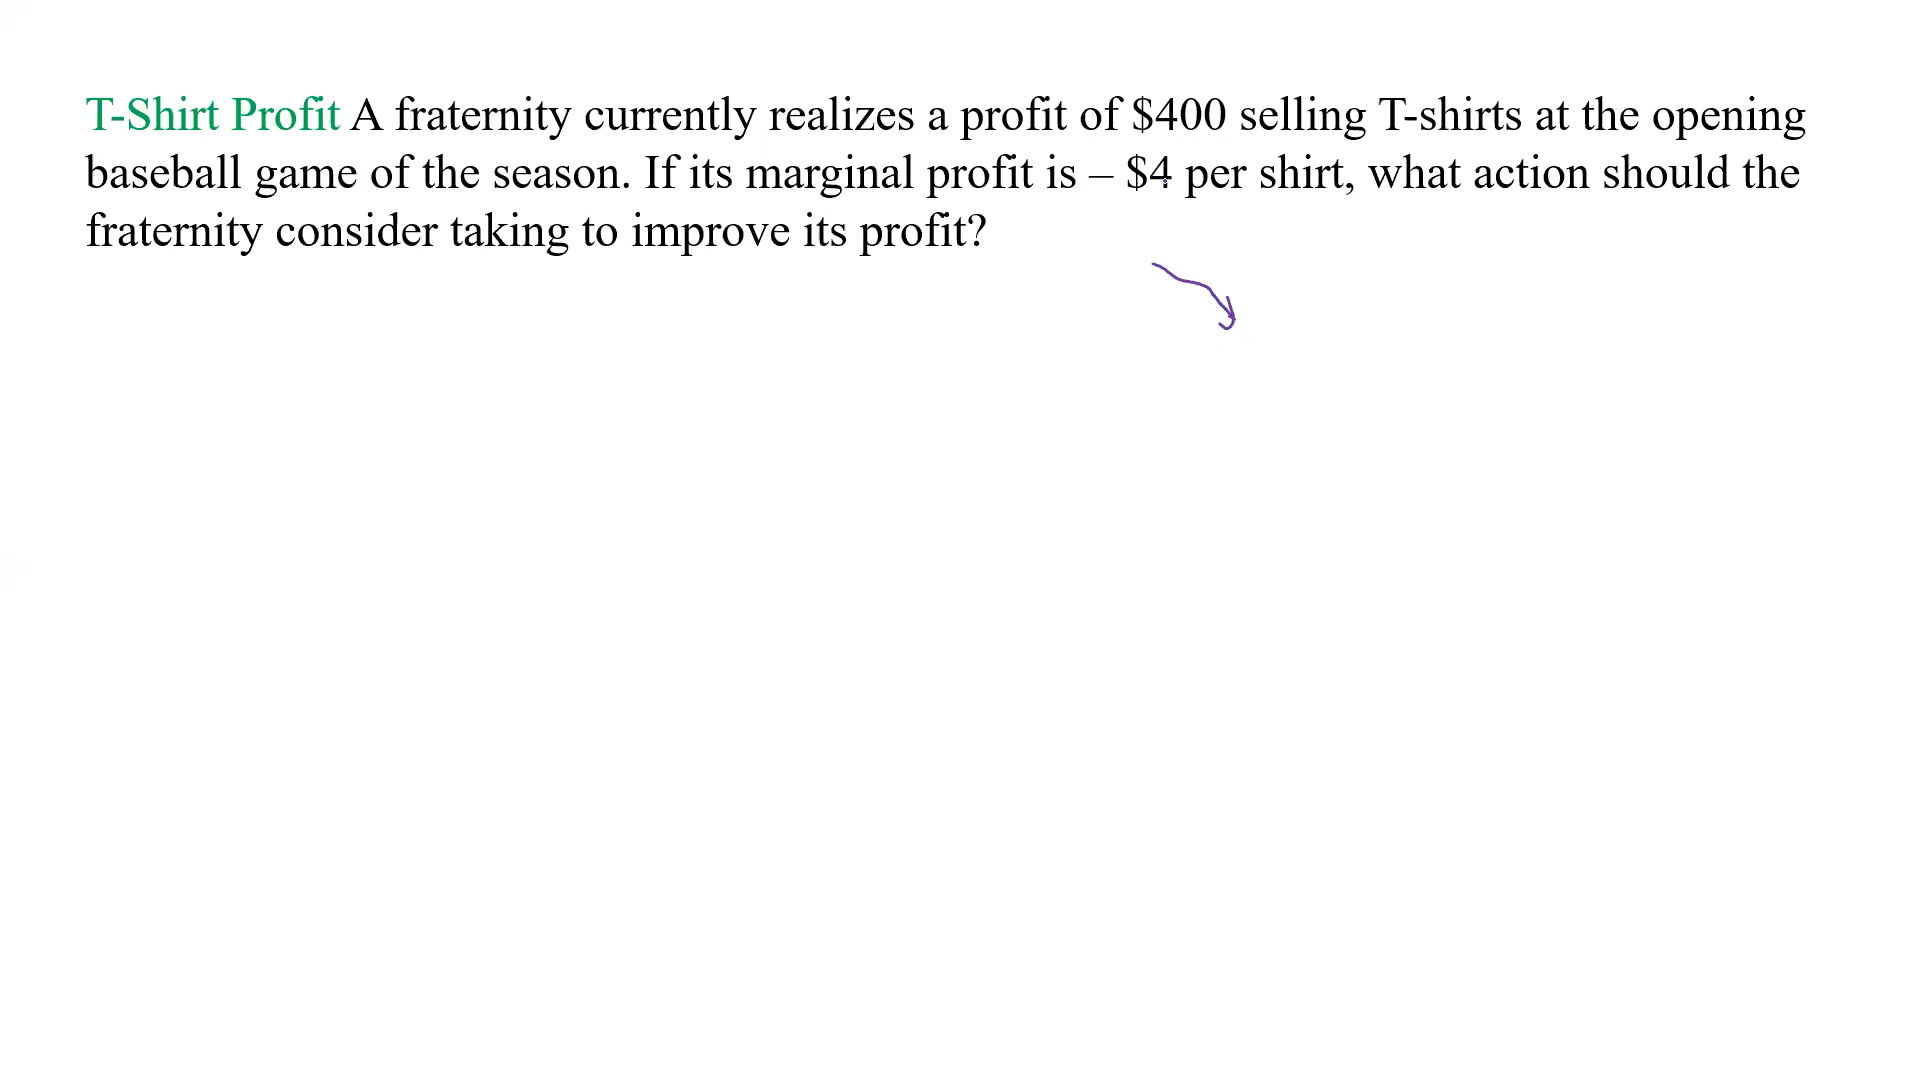 T-Shirt Profit A fraternity currently realizes a profit of $400 selling T-shirts at the opening
baseball game of the season. If its marginal profit is – $4 per shirt, what action should the
fraternity consider taking to improve its profit?